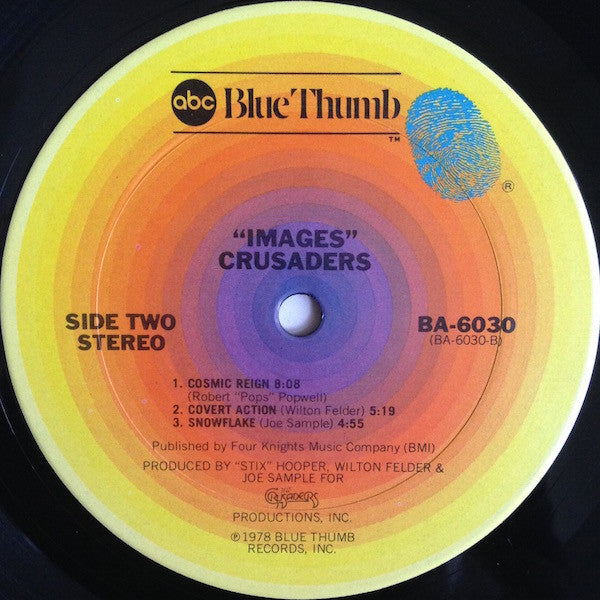 abc Blue Thumb
™
®
"IMAGES"
CRUSADERS
SIDE TWO
STEREO
BA-6030
(BA-6030-B)
1. COSMIC REIGN 8:08
(Robert "Pops" Popwell)
2. COVERT ACTION (Wilton Felder) 5:19
3. SNOWFLAKE (Joe Sample) 4:55
Published by Four Knights Music Company (BMI)
PRODUCED BY "STIX" HOOPER, WILTON FELDER &
JOE SAMPLE FOR
THE CRUSADERS
PRODUCTIONS, INC.
℗1978 BLUE THUMB
RECORDS, INC.